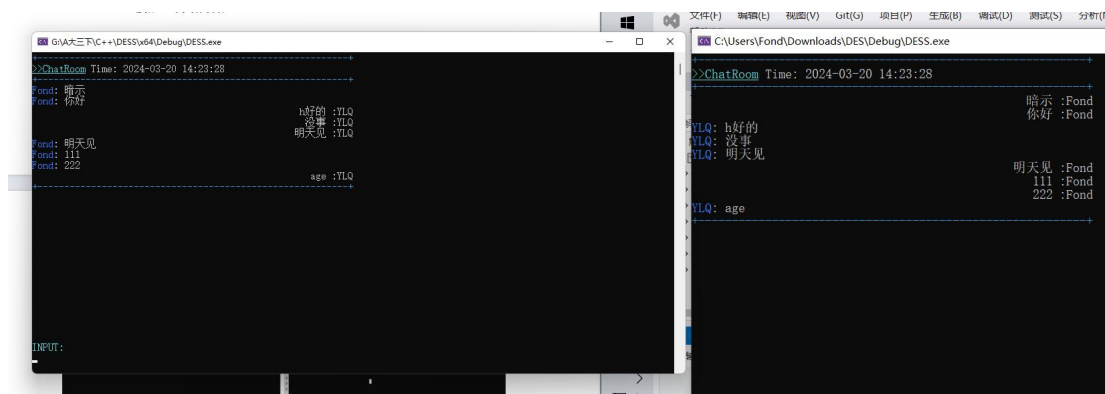 文件(F) 编辑(E) 视图(V) Git(G) 项目(P) 生成(B) 调试(D) 测试(S)
G:\A大三下\C++\DESS\x64\Debug\DESS.exe
>>ChatRoom Time: 2024-03-20 14:23:28
Fond: 暗示
Fond: 你好
h好的 :YLQ
没事 :YLQ
明天见 :YLQ
Fond: 明天见
Fond: 111
Fond: 222
age :YLQ
INPUT:
C:\Users\Fond\Downloads\DES\Debug\DESS.exe
>>ChatRoom Time: 2024-03-20 14:23:28
暗示 :Fond
你好 :Fond
YLQ: h好的
YLQ: 没事
YLQ: 明天见
明天见 :Fond
111 :Fond
222 :Fond
YLQ: age